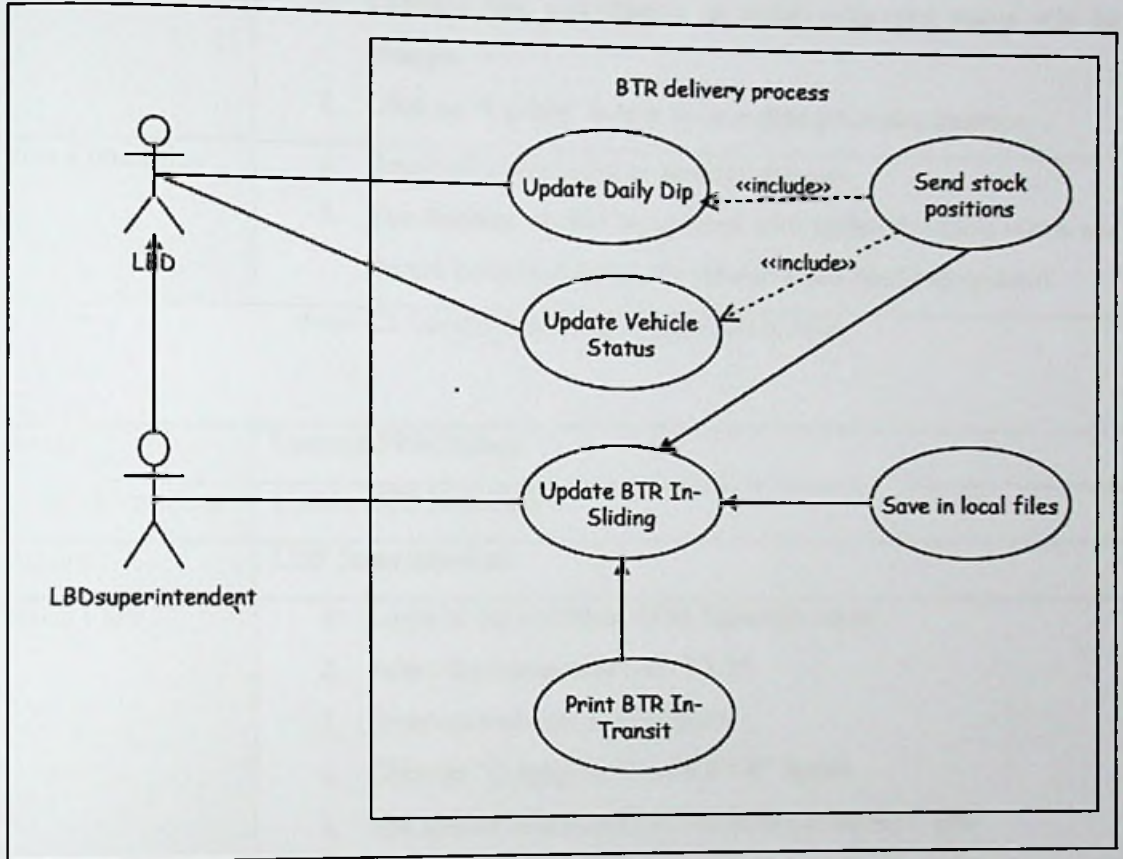 BTR delivery process
Update Daily Dip
<<include>>
Send stock
positions
LBD
<<include>>
Update Vehicle
Status
Update BTR In-
Sliding
Save in local files
LBDsuperintendent
Print BTR In-
Transit